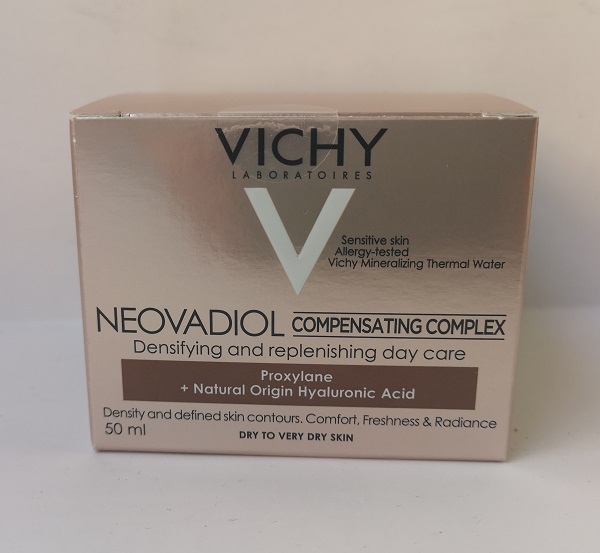 VICHY
LABORATOIRES
V
Sensitive skin
Allergy-tested
Vichy Mineralizing Thermal Water
NEOVADIOL COMPENSATING COMPLEX
Densifying and replenishing day care
Proxylane
+ Natural Origin Hyaluronic Acid
Density and defined skin contours. Comfort, Freshness & Radiance
50 ml
DRY TO VERY DRY SKIN